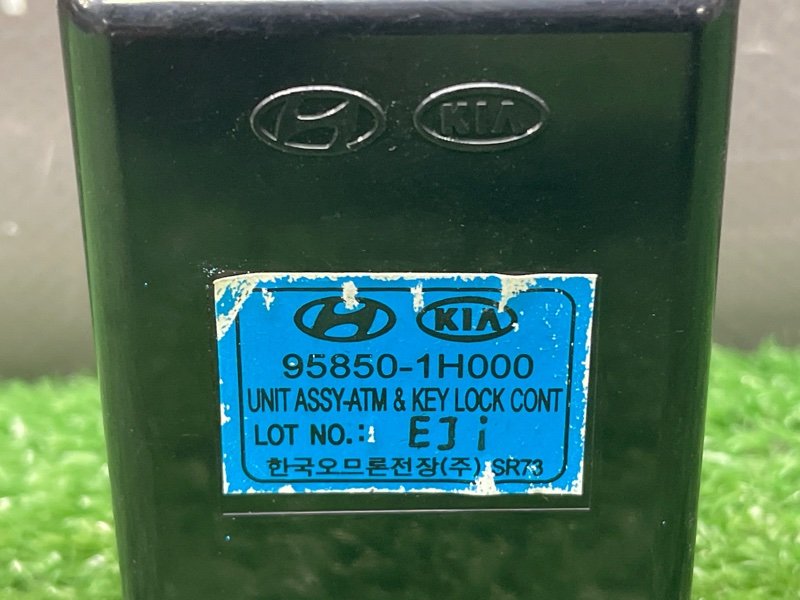 KIA
KIA
95850-1H000
UNIT ASSY-ATM & KEY LOCK CONT
LOT NO.: EJi
한국오므론전장(주) SR73